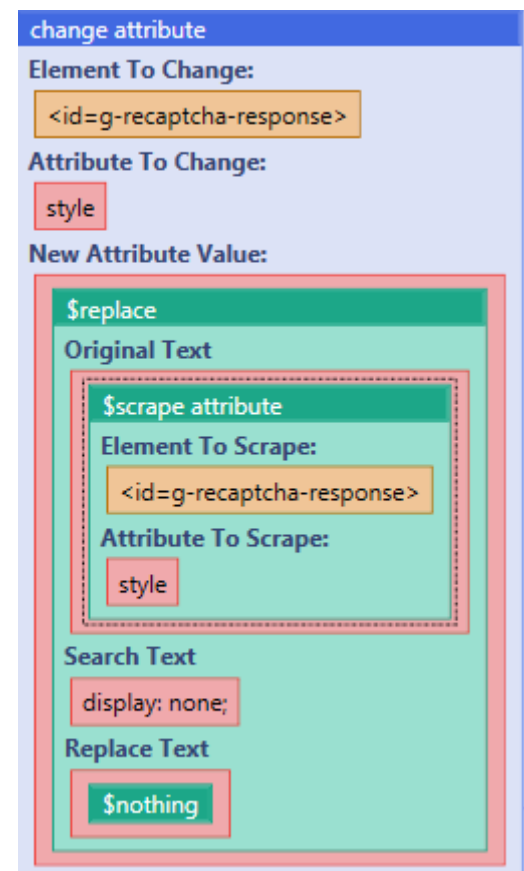 change attribute
Element To Change:
<id=g-recaptcha-response>
Attribute To Change:
style
New Attribute Value:
$replace
Original Text
$scrape attribute
Element To Scrape:
<id=g-recaptcha-response>
Attribute To Scrape:
style
Search Text
display: none;
Replace Text
$nothing